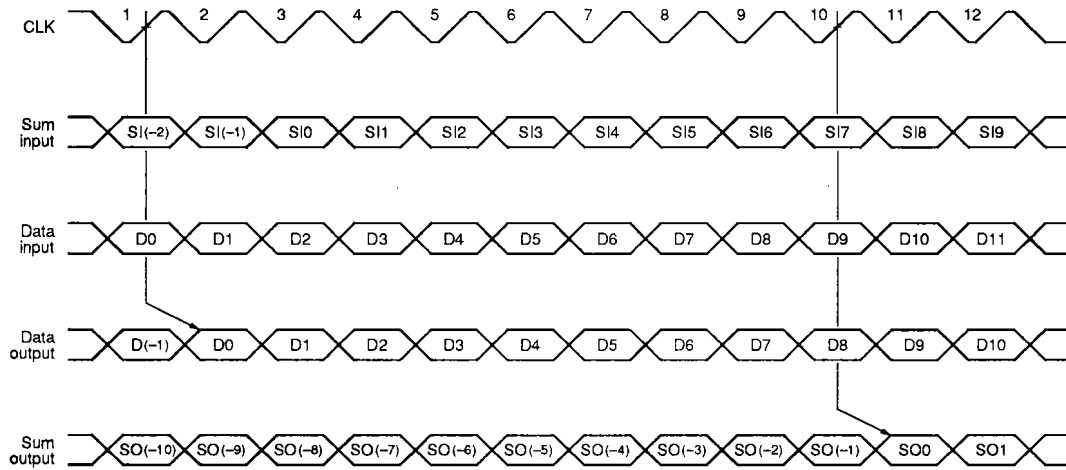 1 2 3 4 5 6 7 8 9 10 11 12
CLK
Sum input SI(−2) SI(−1) SI0 SI1 SI2 SI3 SI4 SI5 SI6 SI7 SI8 SI9
Data input D0 D1 D2 D3 D4 D5 D6 D7 D8 D9 D10 D11
Data output D(−1) D0 D1 D2 D3 D4 D5 D6 D7 D8 D9 D10
Sum output SO(−10) SO(−9) SO(−8) SO(−7) SO(−6) SO(−5) SO(−4) SO(−3) SO(−2) SO(−1) SO0 SO1